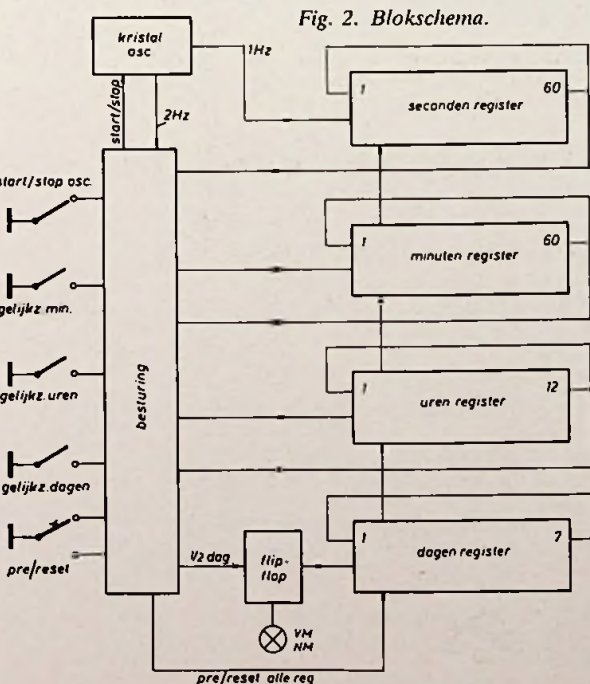 Fig. 2. Blokschema.
kristal
osc
1Hz
start/stop
2Hz
1
60
seconden register
start/stop osc.
1
60
minuten register
gelijkz. min.
besturing
1
12
uren register
gelijkz. uren
gelijkz. dagen
1
7
dagen register
pre/reset
1/2 dag
flip-
flop
VM
NM
pre/reset alle reg